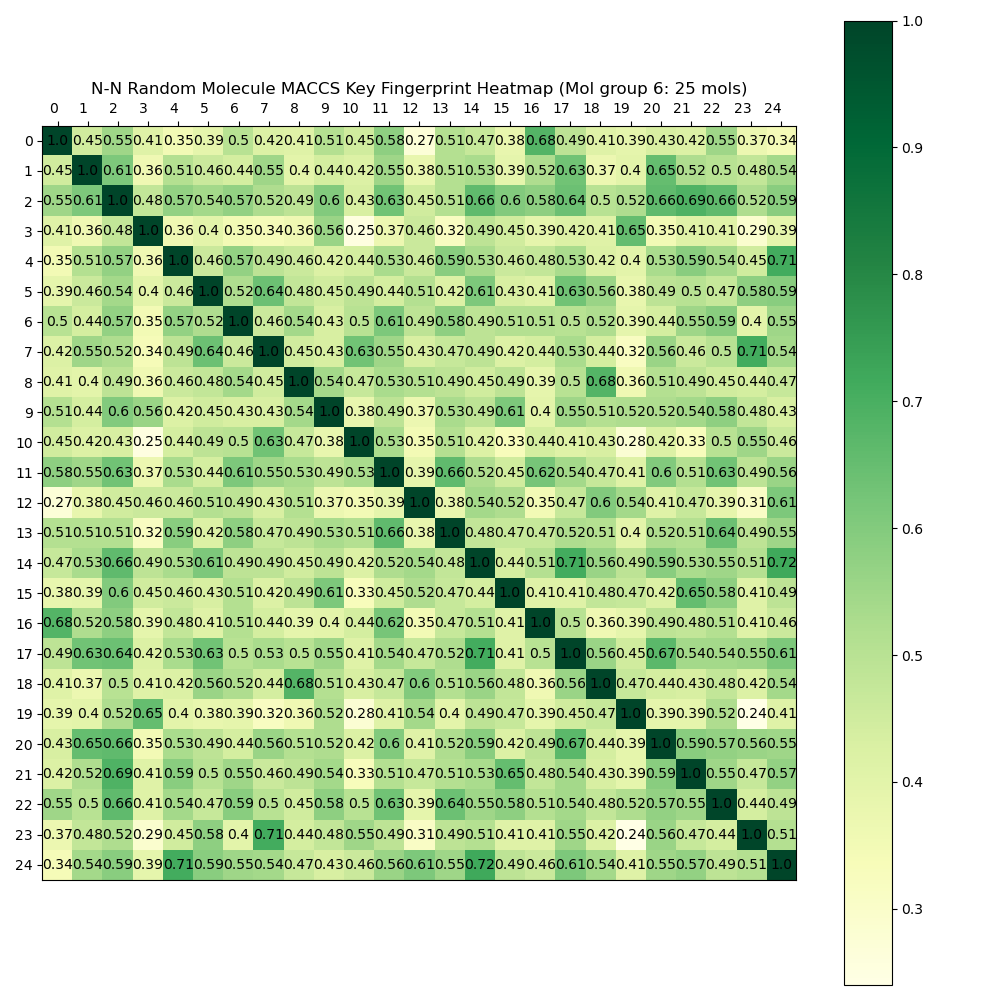 N-N Random Molecule MACCS Key Fingerprint Heatmap (Mol group 6: 25 mols)
0 1 2 3 4 5 6 7 8 9 10 11 12 13 14 15 16 17 18 19 20 21 22 23 24
0 1.0 0.45 0.55 0.41 0.35 0.39 0.5 0.42 0.41 0.51 0.45 0.58 0.27 0.51 0.47 0.38 0.68 0.49 0.41 0.39 0.43 0.42 0.55 0.37 0.34
1 0.45 1.0 0.61 0.36 0.51 0.46 0.44 0.55 0.4 0.44 0.42 0.55 0.38 0.51 0.53 0.39 0.52 0.63 0.37 0.4 0.65 0.52 0.5 0.48 0.54
2 0.55 0.61 1.0 0.48 0.57 0.54 0.57 0.52 0.49 0.6 0.43 0.63 0.45 0.51 0.66 0.6 0.58 0.64 0.5 0.52 0.66 0.69 0.66 0.52 0.59
3 0.41 0.36 0.48 1.0 0.36 0.4 0.35 0.34 0.36 0.56 0.25 0.37 0.46 0.32 0.49 0.45 0.39 0.42 0.41 0.65 0.35 0.41 0.41 0.29 0.39
4 0.35 0.51 0.57 0.36 1.0 0.46 0.57 0.49 0.46 0.42 0.44 0.53 0.46 0.59 0.53 0.46 0.48 0.53 0.42 0.4 0.53 0.59 0.54 0.45 0.71
5 0.39 0.46 0.54 0.4 0.46 1.0 0.52 0.64 0.48 0.45 0.49 0.44 0.51 0.42 0.61 0.43 0.41 0.63 0.56 0.38 0.49 0.5 0.47 0.58 0.59
6 0.5 0.44 0.57 0.35 0.57 0.52 1.0 0.46 0.54 0.43 0.5 0.61 0.49 0.58 0.49 0.51 0.51 0.5 0.52 0.39 0.44 0.55 0.59 0.4 0.55
7 0.42 0.55 0.52 0.34 0.49 0.64 0.46 1.0 0.45 0.43 0.63 0.55 0.43 0.47 0.49 0.42 0.44 0.53 0.44 0.32 0.56 0.46 0.5 0.71 0.54
8 0.41 0.4 0.49 0.36 0.46 0.48 0.54 0.45 1.0 0.54 0.47 0.53 0.51 0.49 0.45 0.49 0.39 0.5 0.68 0.36 0.51 0.49 0.45 0.44 0.47
9 0.51 0.44 0.6 0.56 0.42 0.45 0.43 0.43 0.54 1.0 0.38 0.49 0.37 0.53 0.49 0.61 0.4 0.55 0.51 0.52 0.52 0.54 0.58 0.48 0.43
10 0.45 0.42 0.43 0.25 0.44 0.49 0.5 0.63 0.47 0.38 1.0 0.53 0.35 0.51 0.42 0.33 0.44 0.41 0.43 0.28 0.42 0.33 0.5 0.55 0.46
11 0.58 0.55 0.63 0.37 0.53 0.44 0.61 0.55 0.53 0.49 0.53 1.0 0.39 0.66 0.52 0.45 0.62 0.54 0.47 0.41 0.6 0.51 0.63 0.49 0.56
12 0.27 0.38 0.45 0.46 0.46 0.51 0.49 0.43 0.51 0.37 0.35 0.39 1.0 0.38 0.54 0.52 0.35 0.47 0.6 0.54 0.41 0.47 0.39 0.31 0.61
13 0.51 0.51 0.51 0.32 0.59 0.42 0.58 0.47 0.49 0.53 0.51 0.66 0.38 1.0 0.48 0.47 0.47 0.52 0.51 0.4 0.52 0.51 0.64 0.49 0.55
14 0.47 0.53 0.66 0.49 0.53 0.61 0.49 0.49 0.45 0.49 0.42 0.52 0.54 0.48 1.0 0.44 0.51 0.71 0.56 0.49 0.59 0.53 0.55 0.51 0.72
15 0.38 0.39 0.6 0.45 0.46 0.43 0.51 0.42 0.49 0.61 0.33 0.45 0.52 0.47 0.44 1.0 0.41 0.41 0.48 0.47 0.42 0.65 0.58 0.41 0.49
16 0.68 0.52 0.58 0.39 0.48 0.41 0.51 0.44 0.39 0.4 0.44 0.62 0.35 0.47 0.51 0.41 1.0 0.5 0.36 0.39 0.49 0.48 0.51 0.41 0.46
17 0.49 0.63 0.64 0.42 0.53 0.63 0.5 0.53 0.5 0.55 0.41 0.54 0.47 0.52 0.71 0.41 0.5 1.0 0.56 0.45 0.67 0.54 0.54 0.55 0.61
18 0.41 0.37 0.5 0.41 0.42 0.56 0.52 0.44 0.68 0.51 0.43 0.47 0.6 0.51 0.56 0.48 0.36 0.56 1.0 0.47 0.44 0.43 0.48 0.42 0.54
19 0.39 0.4 0.52 0.65 0.4 0.38 0.39 0.32 0.36 0.52 0.28 0.41 0.54 0.4 0.49 0.47 0.39 0.45 0.47 1.0 0.39 0.39 0.52 0.24 0.41
20 0.43 0.65 0.66 0.35 0.53 0.49 0.44 0.56 0.51 0.52 0.42 0.6 0.41 0.52 0.59 0.42 0.49 0.67 0.44 0.39 1.0 0.59 0.57 0.56 0.55
21 0.42 0.52 0.69 0.41 0.59 0.5 0.55 0.46 0.49 0.54 0.33 0.51 0.47 0.51 0.53 0.65 0.48 0.54 0.43 0.39 0.59 1.0 0.55 0.47 0.57
22 0.55 0.5 0.66 0.41 0.54 0.47 0.59 0.5 0.45 0.58 0.5 0.63 0.39 0.64 0.55 0.58 0.51 0.54 0.48 0.52 0.57 0.55 1.0 0.44 0.49
23 0.37 0.48 0.52 0.29 0.45 0.58 0.4 0.71 0.44 0.48 0.55 0.49 0.31 0.49 0.51 0.41 0.41 0.55 0.42 0.24 0.56 0.47 0.44 1.0 0.51
24 0.34 0.54 0.59 0.39 0.71 0.59 0.55 0.54 0.47 0.43 0.46 0.56 0.61 0.55 0.72 0.49 0.46 0.61 0.54 0.41 0.55 0.57 0.49 0.51 1.0
1.0
0.9
0.8
0.7
0.6
0.5
0.4
0.3